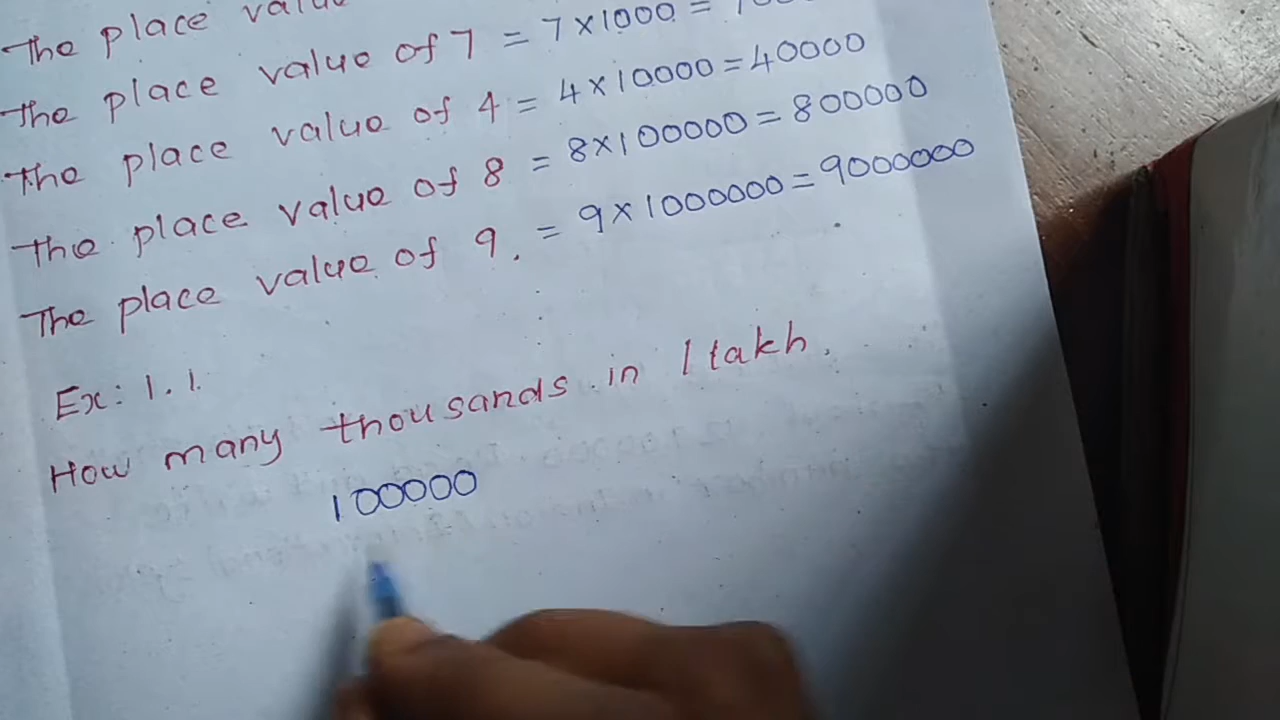 The place value
The place value of 7 = 7×1000 =
The place value of 4 = 4×10000 = 40000
The place value of 8 = 8×100000 = 800000
The place value of 9. = 9×1000000 = 9000000
Ex: 1.1.
How many thousands in 1 lakh.
100000